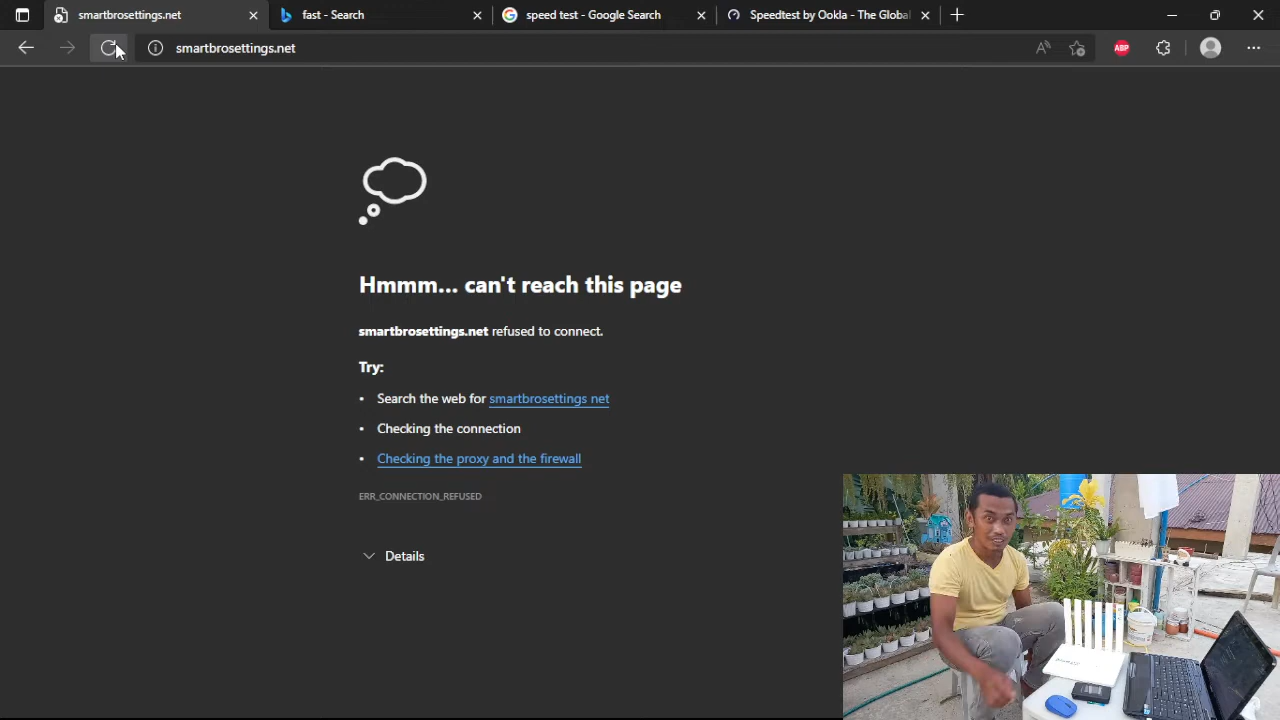 smartbrosettings.net
fast - Search
speed test - Google Search
Speedtest by Ookla - The Global
smartbrosettings.net
ABP
Hmmm... can't reach this page
smartbrosettings.net refused to connect.
Try:
• Search the web for smartbrosettings net
• Checking the connection
• Checking the proxy and the firewall
ERR_CONNECTION_REFUSED
Details